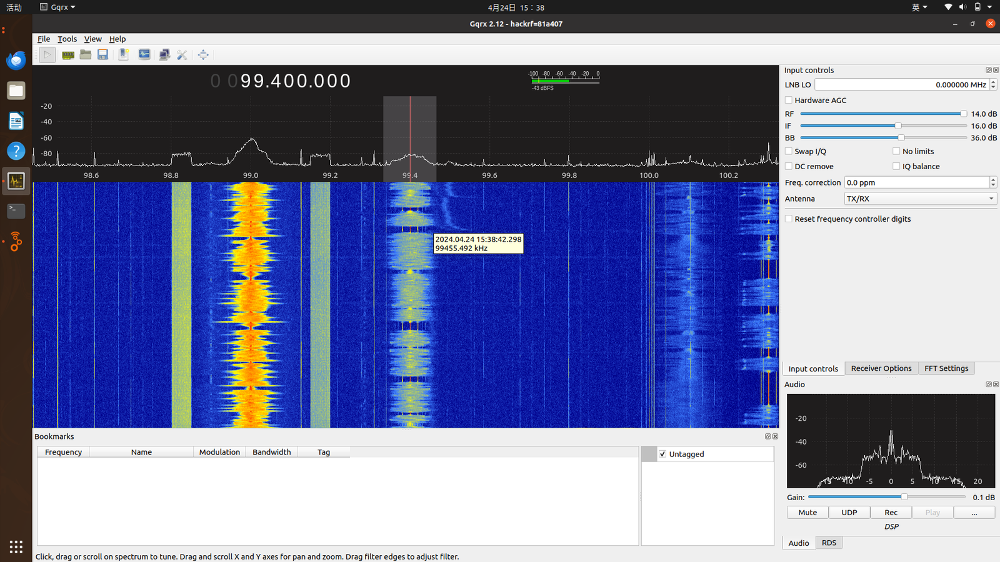 活动 Gqrx 4月24日 15：38 英
Gqrx 2.12 - hackrf=81a407
File Tools View Help
0 099.400.000
-100 -80 -60 -40 -20 0
-43 dBFS
-20
-40
-60
-80
98.6 98.8 99.0 99.2 99.4 99.6 99.8 100.0 100.2
2024.04.24 15:38:42.298
99455.492 kHz
Input controls
LNB LO 0.000000 MHz
Hardware AGC
RF 14.0 dB
IF 16.0 dB
BB 36.0 dB
Swap I/Q No limits
DC remove IQ balance
Freq. correction 0.0 ppm
Antenna TX/RX
Reset frequency controller digits
Input controls Receiver Options FFT Settings
Audio
-20
-40
-60
-15 -10 -5 0 5 10 15 20
Gain: 0.1 dB
Mute UDP Rec Play ...
DSP
Audio RDS
Bookmarks
Frequency Name Modulation Bandwidth Tag
Untagged
Click, drag or scroll on spectrum to tune. Drag and scroll X and Y axes for pan and zoom. Drag filter edges to adjust filter.